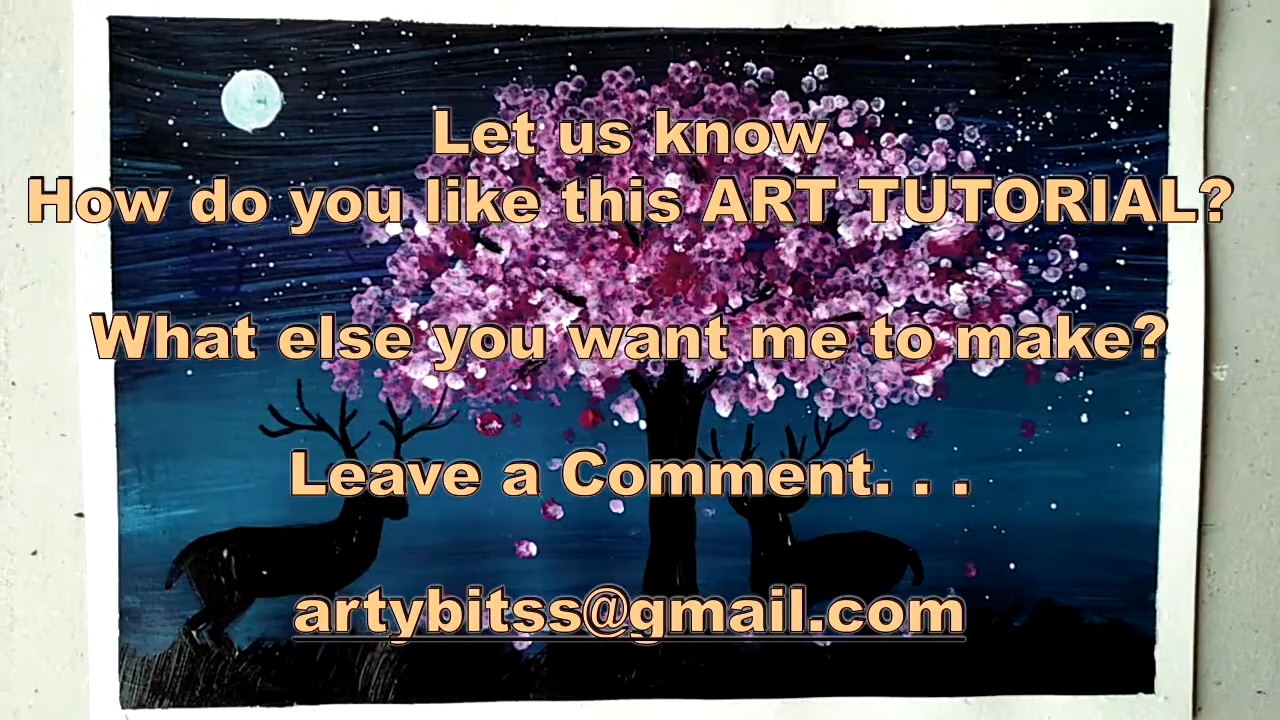 Let us know
How do you like this ART TUTORIAL?
What else you want me to make?
Leave a Comment. . .
artybitss@gmail.com